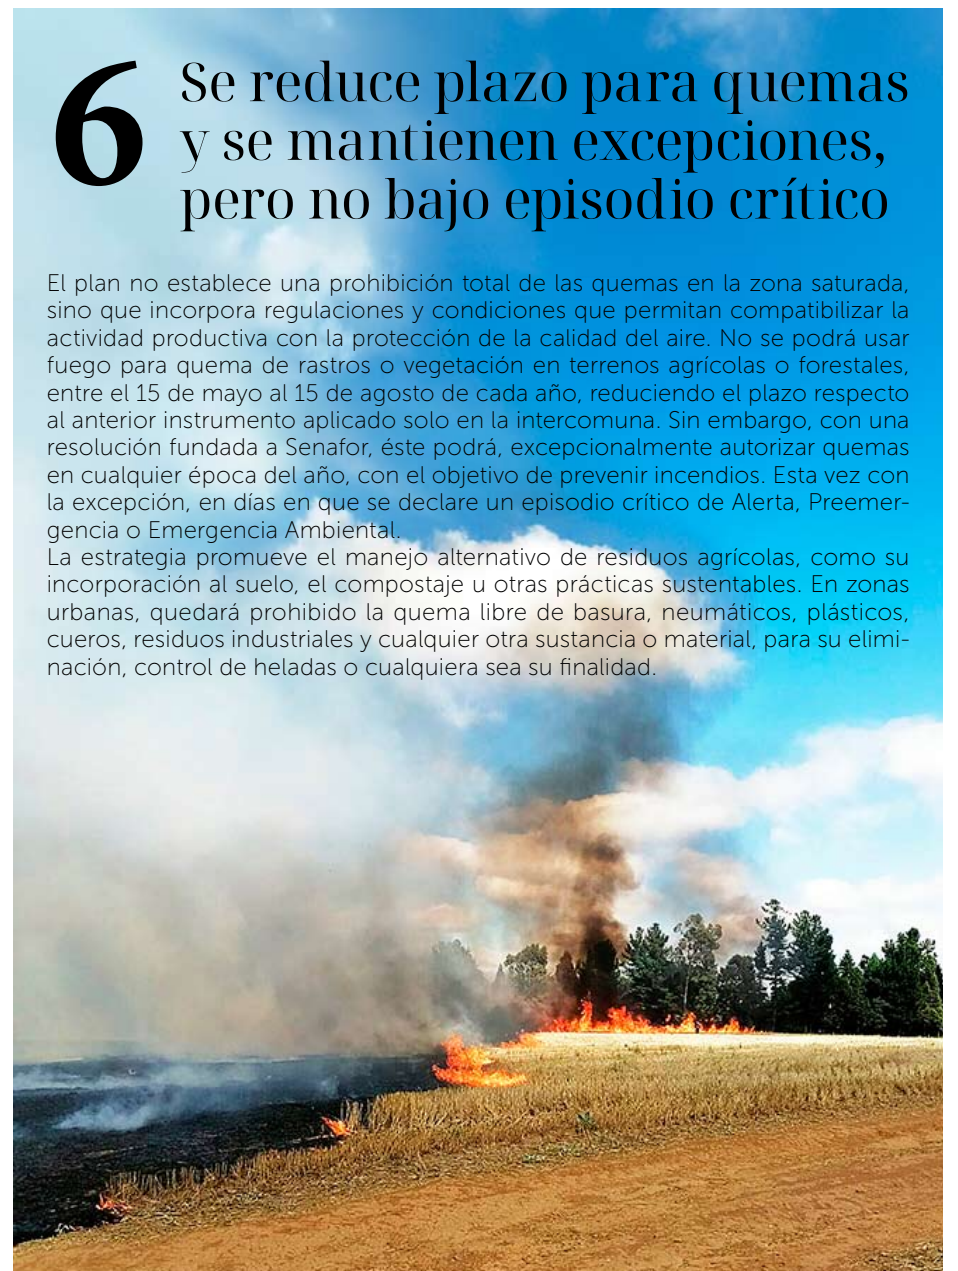 6
Se reduce plazo para quemas
y se mantienen excepciones,
pero no bajo episodio crítico
El plan no establece una prohibición total de las quemas en la zona saturada,
sino que incorpora regulaciones y condiciones que permitan compatibilizar la
actividad productiva con la protección de la calidad del aire. No se podrá usar
fuego para quema de rastros o vegetación en terrenos agrícolas o forestales,
entre el 15 de mayo al 15 de agosto de cada año, reduciendo el plazo respecto
al anterior instrumento aplicado solo en la intercomuna. Sin embargo, con una
resolución fundada a Senafor, éste podrá, excepcionalmente autorizar quemas
en cualquier época del año, con el objetivo de prevenir incendios. Esta vez con
la excepción, en días en que se declare un episodio crítico de Alerta, Preemer-
gencia o Emergencia Ambiental.
La estrategia promueve el manejo alternativo de residuos agrícolas, como su
incorporación al suelo, el compostaje u otras prácticas sustentables. En zonas
urbanas, quedará prohibido la quema libre de basura, neumáticos, plásticos,
cueros, residuos industriales y cualquier otra sustancia o material, para su elimi-
nación, control de heladas o cualquiera sea su finalidad.